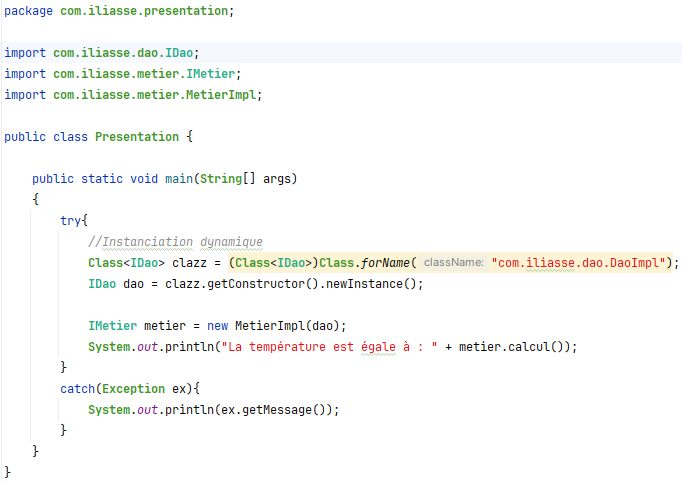 package com.iliasse.presentation;
import com.iliasse.dao.IDao;
import com.iliasse.metier.IMetier;
import com.iliasse.metier.MetierImpl;
public class Presentation {
public static void main(String[] args)
{
try{
//Instanciation dynamique
Class<IDao> clazz = (Class<IDao>)Class.forName( className: "com.iliasse.dao.DaoImpl");
IDao dao = clazz.getConstructor().newInstance();
IMetier metier = new MetierImpl(dao);
System.out.println("La température est égale à : " + metier.calcul());
}
catch(Exception ex){
System.out.println(ex.getMessage());
}
}
}